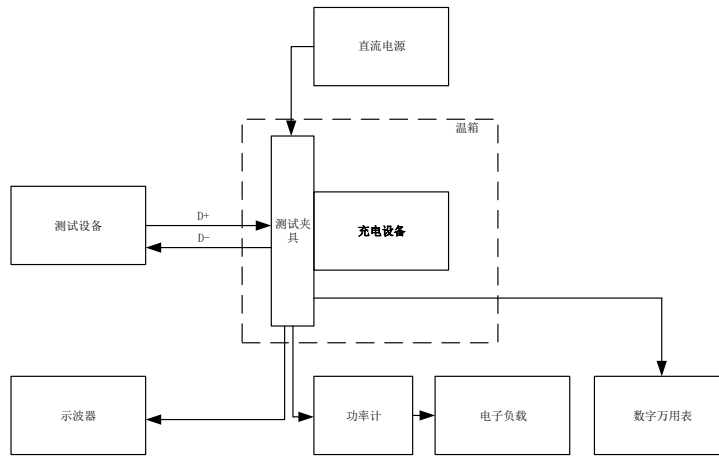 直流电源
温箱
测试设备
D+
D-
测试夹
具
充电设备
示波器
功率计
电子负载
数字万用表